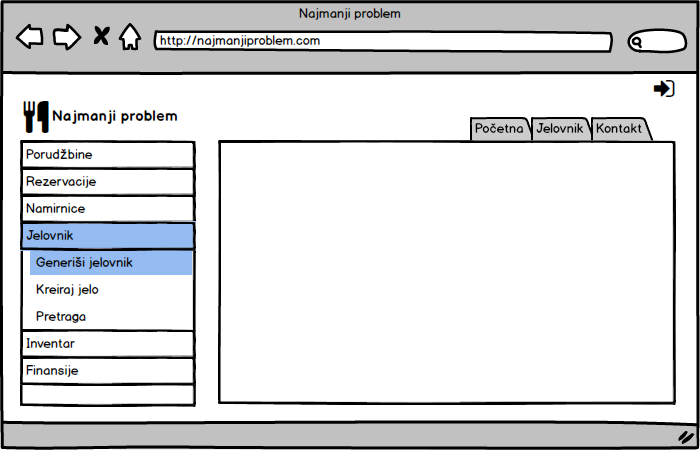 Najmanji problem
http://najmanjiproblem.com
Najmanji problem
Početna
Jelovnik
Kontakt
Porudžbine
Rezervacije
Namirnice
Jelovnik
Generiši jelovnik
Kreiraj jelo
Pretraga
Inventar
Finansije